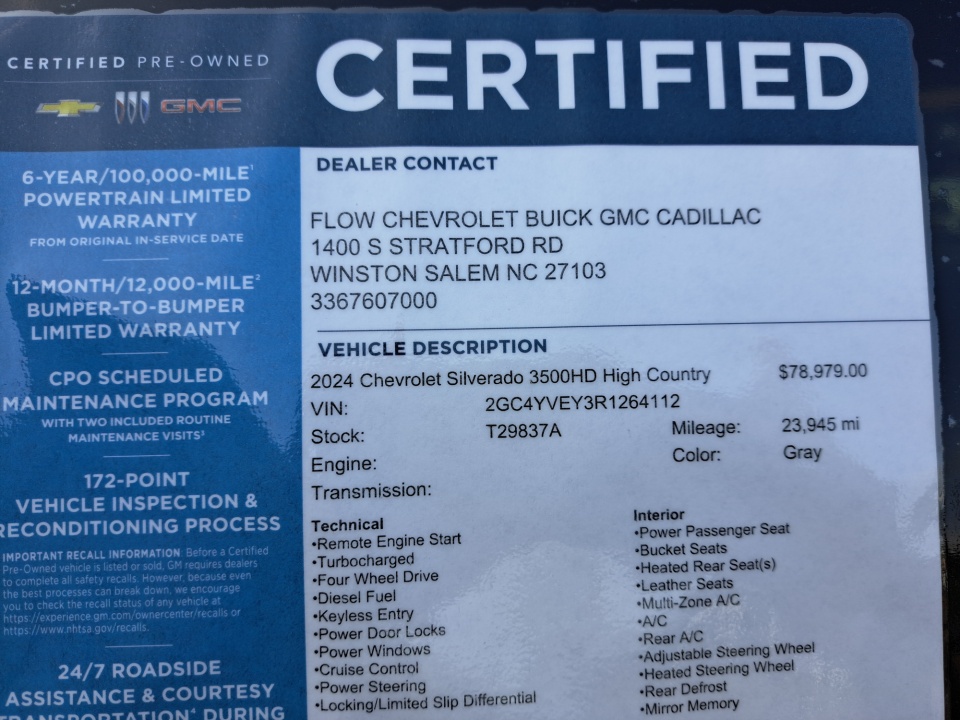 CERTIFIED PRE-OWNED
GMC
6-YEAR/100,000-MILE¹
POWERTRAIN LIMITED
WARRANTY
FROM ORIGINAL IN-SERVICE DATE
12-MONTH/12,000-MILE²
BUMPER-TO-BUMPER
LIMITED WARRANTY
CPO SCHEDULED
MAINTENANCE PROGRAM
WITH TWO INCLUDED ROUTINE
MAINTENANCE VISITS³
172-POINT
VEHICLE INSPECTION &
RECONDITIONING PROCESS
IMPORTANT RECALL INFORMATION: Before a Certified
Pre-Owned vehicle is listed or sold, GM requires dealers
to complete all safety recalls. However, because even
the best processes can break down, we encourage
you to check the recall status of any vehicle at
https://experience.gm.com/ownercenter/recalls or
https://www.nhtsa.gov/recalls.
24/7 ROADSIDE
ASSISTANCE & COURTESY
TRANSPORTATION⁴ DURING
CERTIFIED
DEALER CONTACT
FLOW CHEVROLET BUICK GMC CADILLAC
1400 S STRATFORD RD
WINSTON SALEM NC 27103
3367607000
VEHICLE DESCRIPTION
2024 Chevrolet Silverado 3500HD High Country $78,979.00
VIN: 2GC4YVEY3R1264112
Stock: T29837A Mileage: 23,945 mi
Engine: Color: Gray
Transmission:
Technical
•Remote Engine Start
•Turbocharged
•Four Wheel Drive
•Diesel Fuel
•Keyless Entry
•Power Door Locks
•Power Windows
•Cruise Control
•Power Steering
•Locking/Limited Slip Differential
Interior
•Power Passenger Seat
•Bucket Seats
•Heated Rear Seat(s)
•Leather Seats
•Multi-Zone A/C
•A/C
•Rear A/C
•Adjustable Steering Wheel
•Heated Steering Wheel
•Rear Defrost
•Mirror Memory